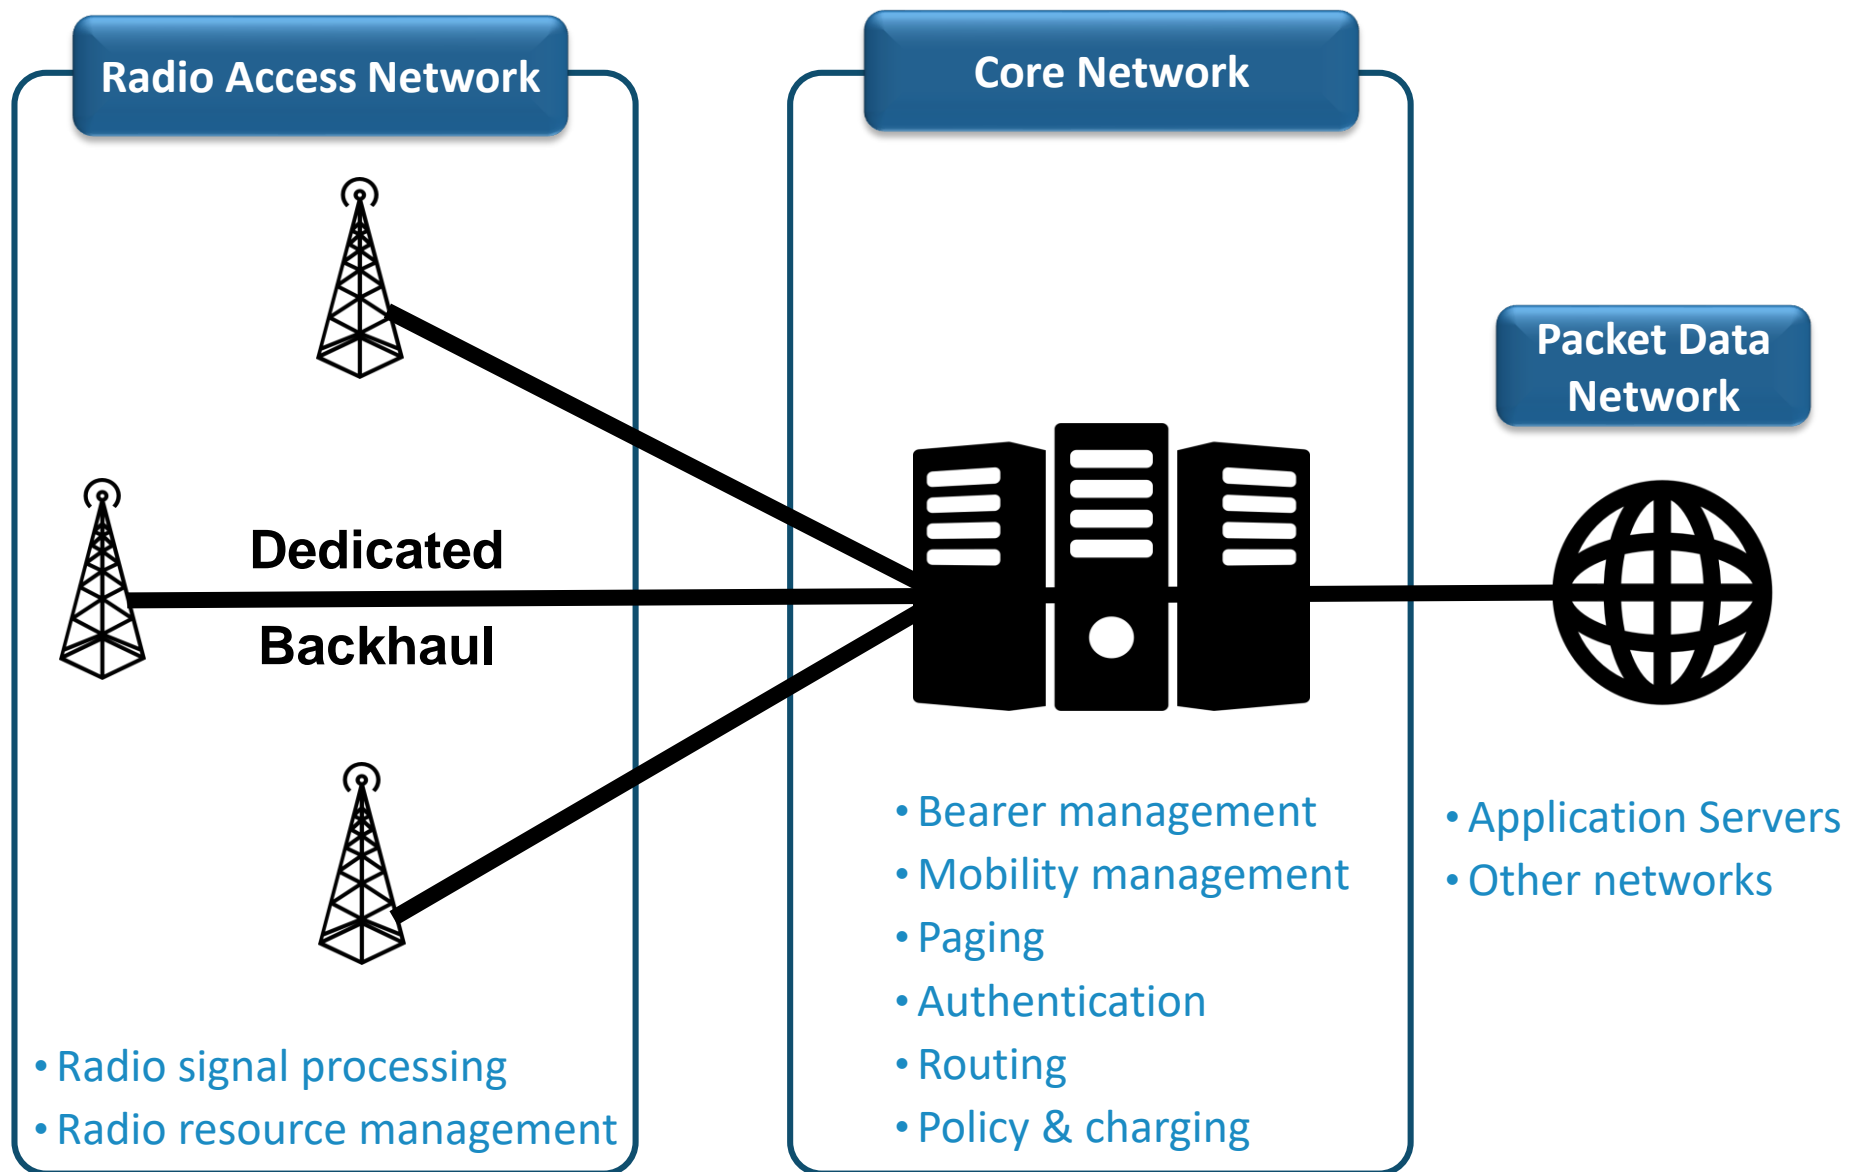 Radio Access Network
Core Network
Packet Data
Network
Dedicated
Backhaul
• Radio signal processing
• Radio resource management
• Bearer management
• Mobility management
• Paging
• Authentication
• Routing
• Policy & charging
• Application Servers
• Other networks